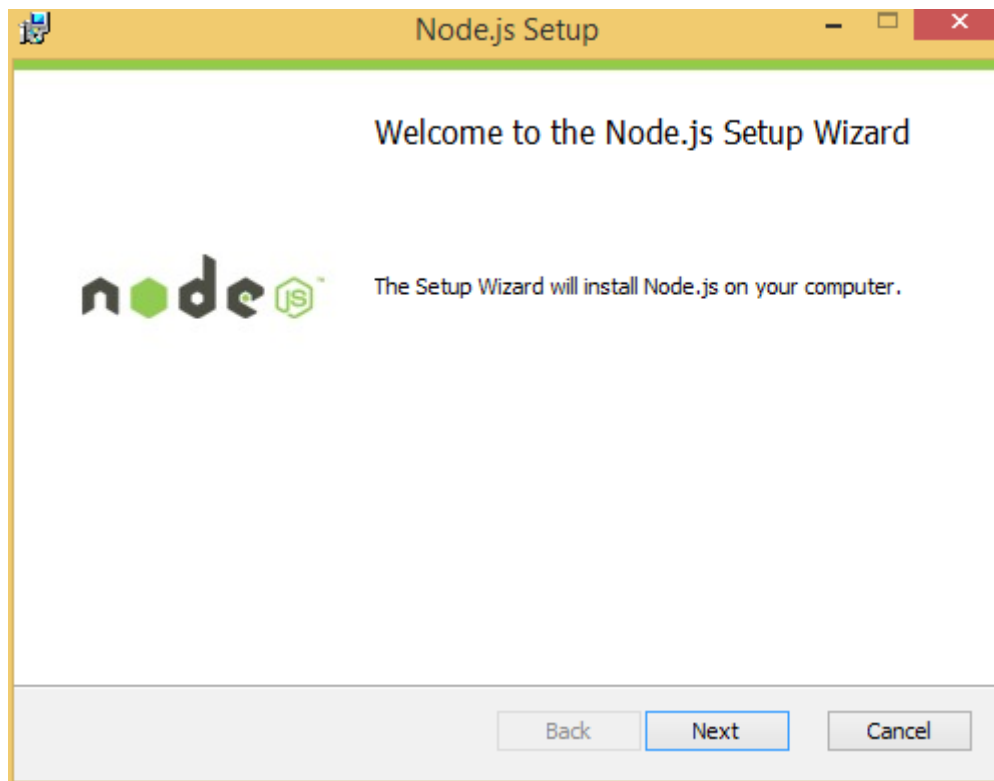 Node.js Setup
Welcome to the Node.js Setup Wizard
node JS™
The Setup Wizard will install Node.js on your computer.
Back
Next
Cancel